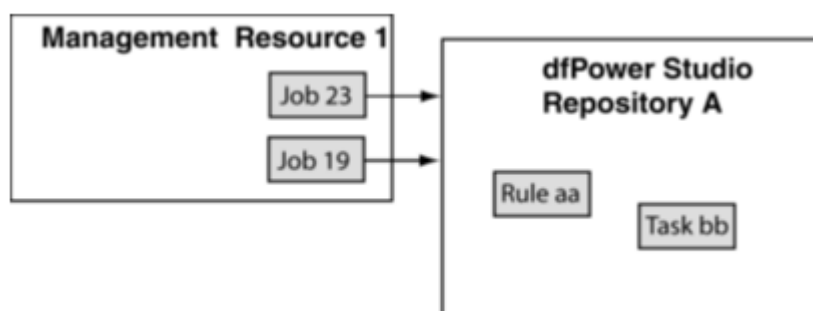 Management Resource 1
Job 23
Job 19
dfPower Studio
Repository A
Rule aa
Task bb